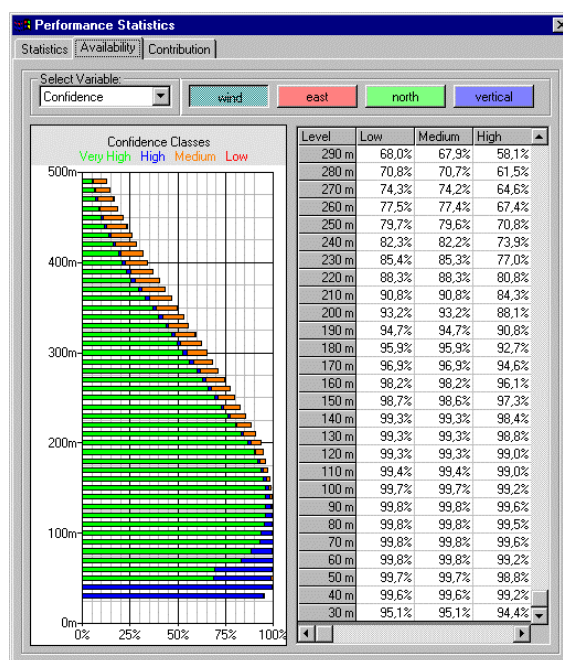 Performance Statistics
Statistics Availability Contribution
Select Variable:
Confidence wind east north vertical
Confidence Classes
Very High High Medium Low
500m
400m
300m
200m
100m
0m
0% 25% 50% 75% 100%
Level Low Medium High
290 m 68,0% 67,9% 58,1%
280 m 70,8% 70,7% 61,5%
270 m 74,3% 74,2% 64,6%
260 m 77,5% 77,4% 67,4%
250 m 79,7% 79,6% 70,8%
240 m 82,3% 82,2% 73,9%
230 m 85,4% 85,3% 77,0%
220 m 88,3% 88,3% 80,8%
210 m 90,8% 90,8% 84,3%
200 m 93,2% 93,2% 88,1%
190 m 94,7% 94,7% 90,8%
180 m 95,9% 95,9% 92,7%
170 m 96,9% 96,9% 94,6%
160 m 98,2% 98,2% 96,1%
150 m 98,7% 98,6% 97,3%
140 m 99,3% 99,3% 98,4%
130 m 99,3% 99,3% 98,8%
120 m 99,3% 99,3% 99,0%
110 m 99,4% 99,4% 99,0%
100 m 99,7% 99,7% 99,2%
90 m 99,8% 99,8% 99,6%
80 m 99,8% 99,8% 99,5%
70 m 99,8% 99,8% 99,6%
60 m 99,8% 99,8% 99,2%
50 m 99,7% 99,7% 98,8%
40 m 99,6% 99,6% 99,2%
30 m 95,1% 95,1% 94,4%